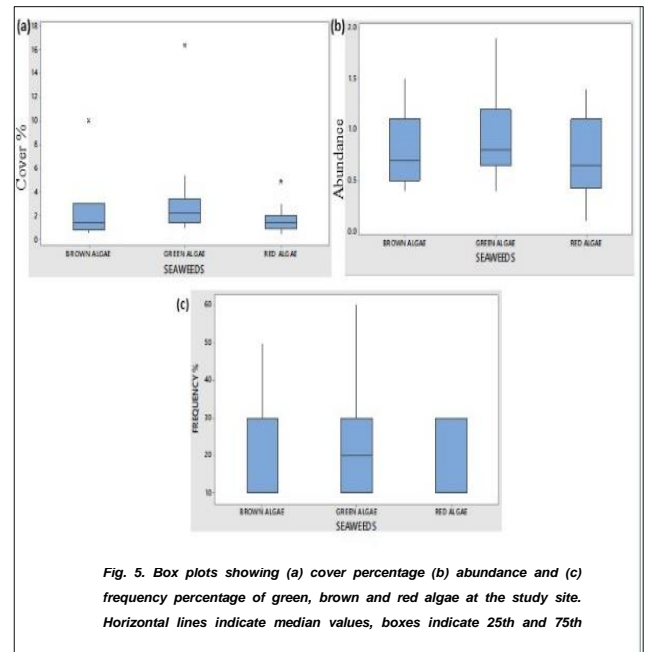 (a)
18
16
14
12
10
8
6
4
2
0
Cover %
BROWN ALGAE GREEN ALGAE RED ALGAE
SEAWEEDS
(b)
2.0
1.5
1.0
0.5
0.0
Abundance
BROWN ALGAE GREEN ALGAE RED ALGAE
SEAWEEDS
(c)
60
50
40
30
20
10
FREQUENCY %
BROWN ALGAE GREEN ALGAE RED ALGAE
SEAWEEDS
Fig. 5. Box plots showing (a) cover percentage (b) abundance and (c)
frequency percentage of green, brown and red algae at the study site.
Horizontal lines indicate median values, boxes indicate 25th and 75th